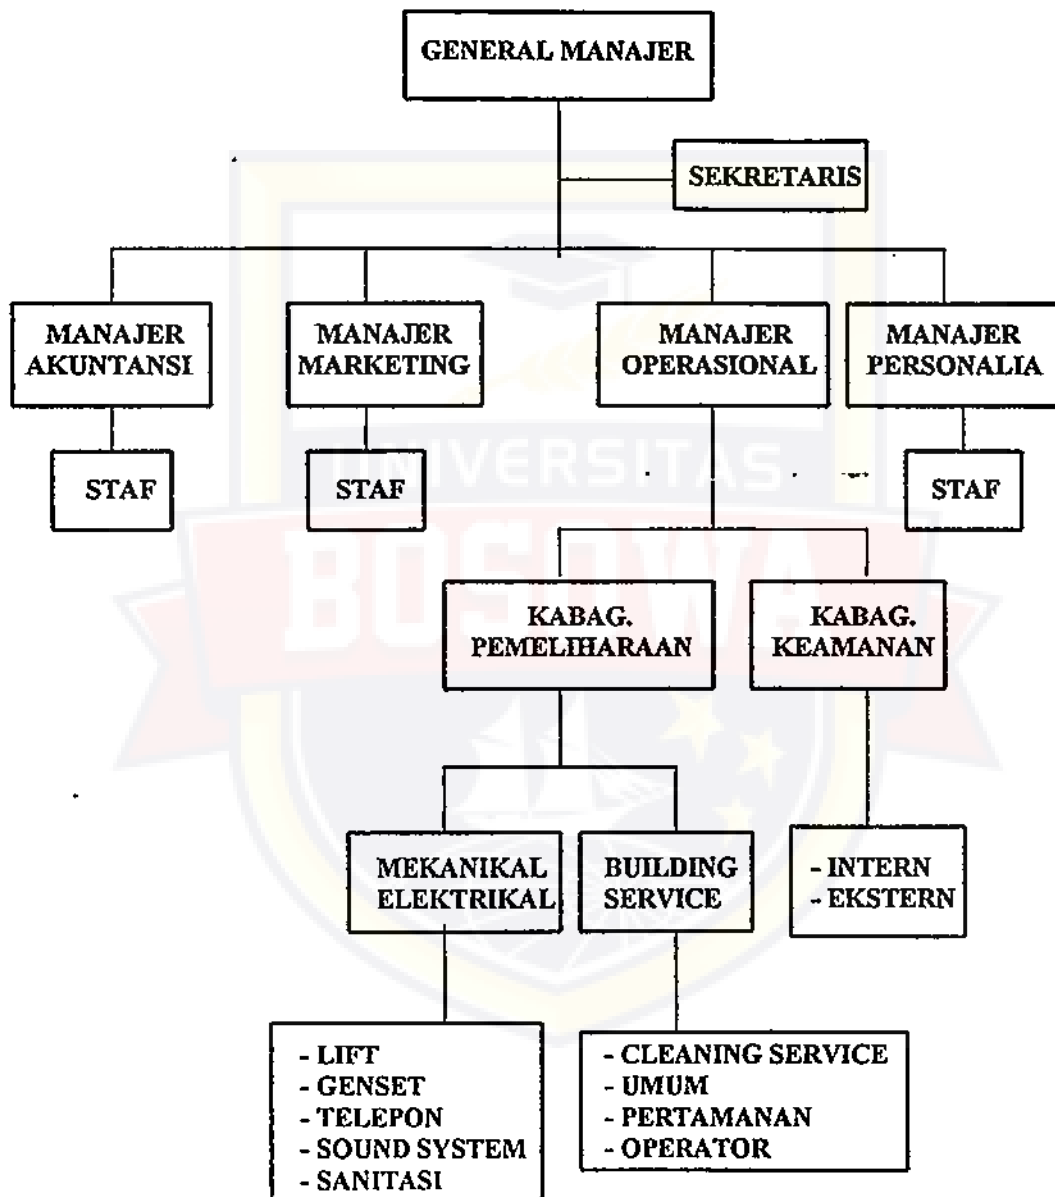 GENERAL MANAJER
SEKRETARIS
MANAJER
AKUNTANSI
MANAJER
MARKETING
MANAJER
OPERASIONAL
MANAJER
PERSONALIA
STAF
STAF
STAF
UNIVERSITAS
BOSOWA
KABAG.
PEMELIHARAAN
KABAG.
KEAMANAN
MEKANIKAL
ELEKTRIKAL
BUILDING
SERVICE
- INTERN
- EKSTERN
- LIFT
- GENSET
- TELEPON
- SOUND SYSTEM
- SANITASI
- CLEANING SERVICE
- UMUM
- PERTAMANAN
- OPERATOR